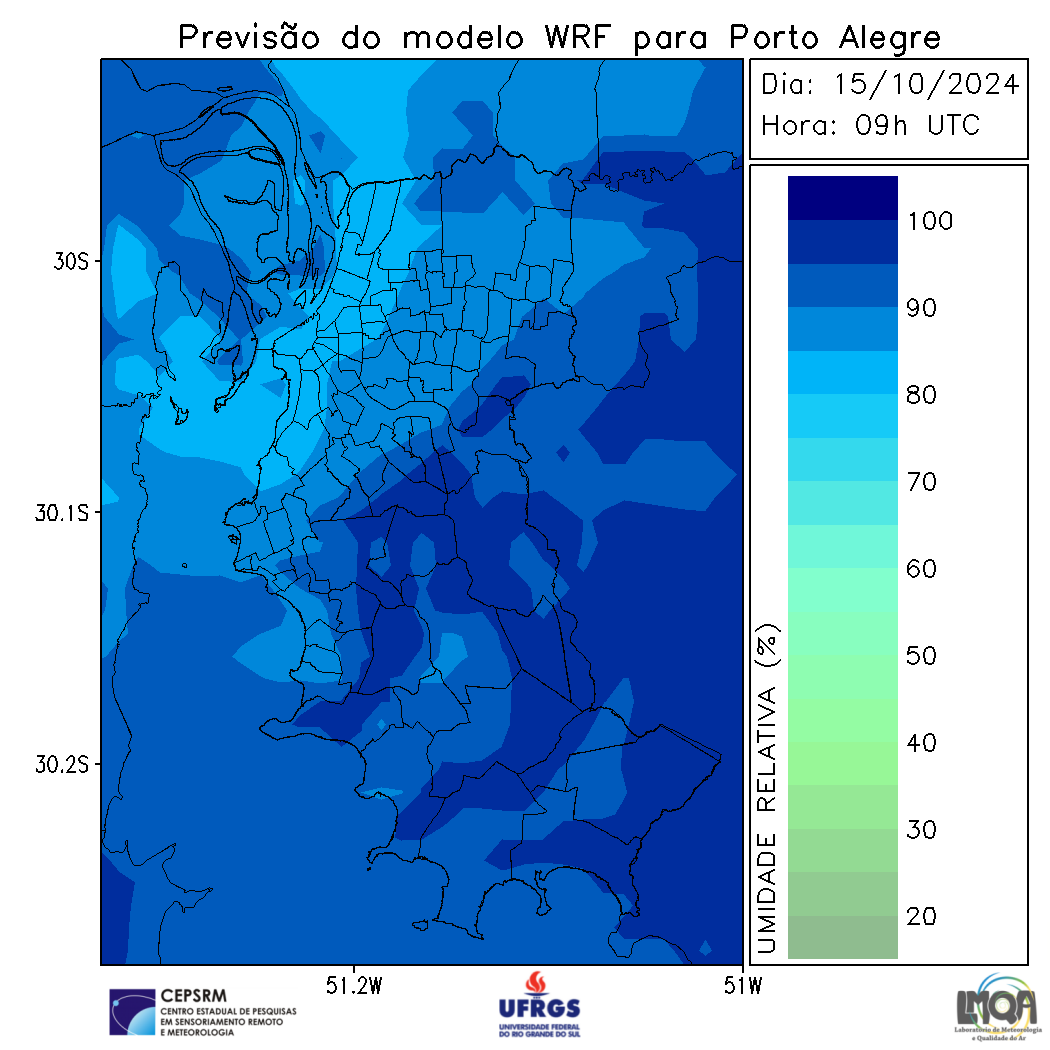 Previsão do modelo WRF para Porto Alegre
Dia: 15/10/2024
Hora: 09h UTC
30S
30.1S
30.2S
51.2W
51W
100
90
80
70
60
50
40
30
20
UMIDADE RELATIVA (%)
CEPSRM
CENTRO ESTADUAL DE PESQUISAS
EM SENSORIAMENTO REMOTO
E METEOROLOGIA
UFRGS
UNIVERSIDADE FEDERAL
DO RIO GRANDE DO SUL
LMQA
Laboratório de Meteorologia
e Qualidade do Ar